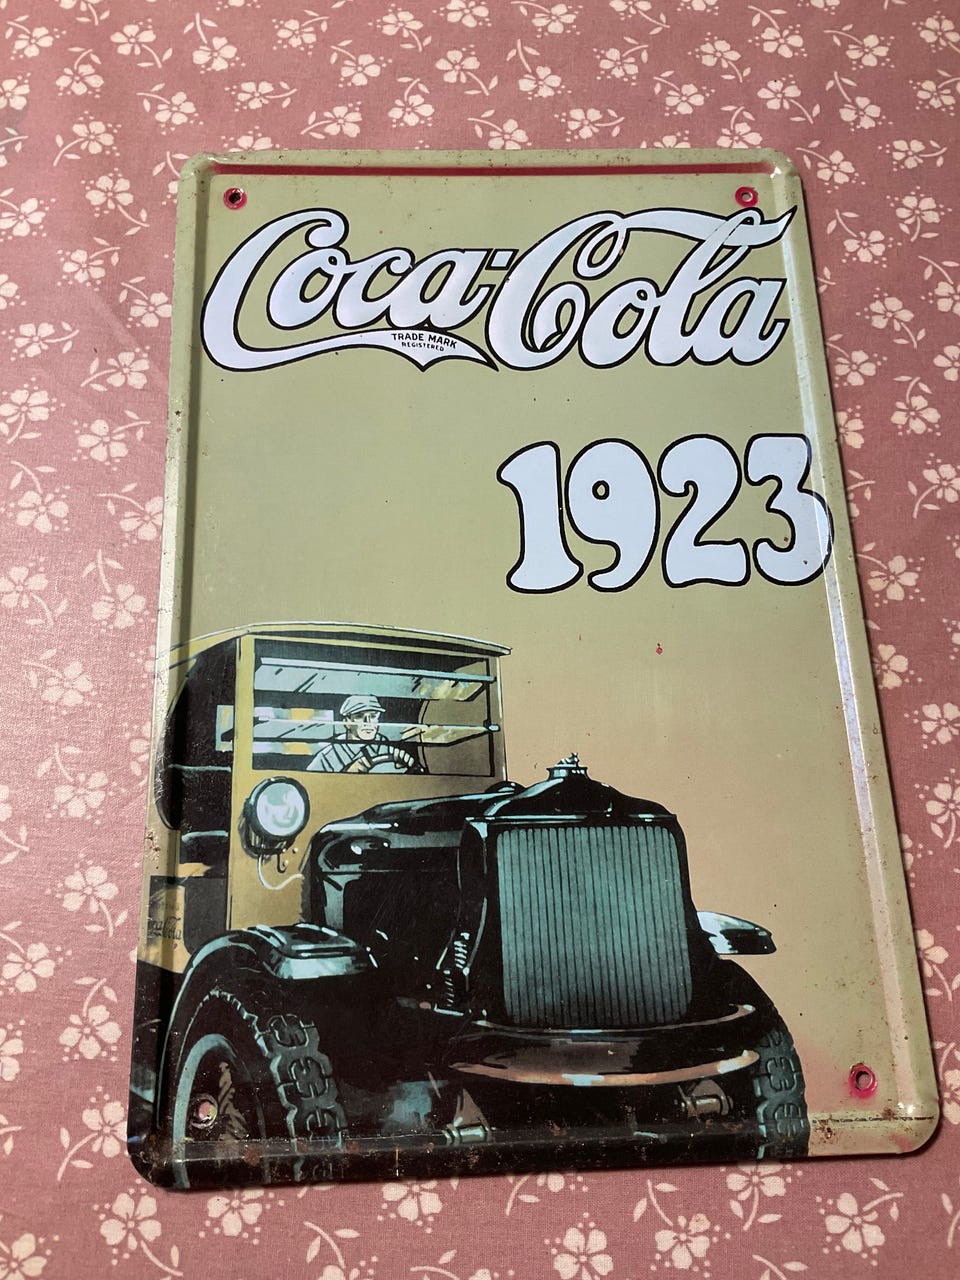 Coca-Cola
TRADE MARK
REGISTERED
1923